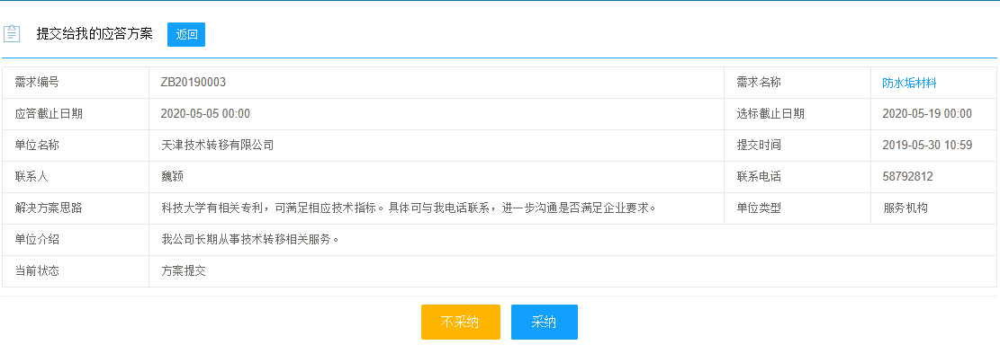 提交给我的应答方案 返回
需求编号 ZB20190003 需求名称 防水垢材料
应答截止日期 2020-05-05 00:00 选标截止日期 2020-05-19 00:00
单位名称 天津技术转移有限公司 提交时间 2019-05-30 10:59
联系人 魏颖 联系电话 58792812
解决方案思路 科技大学有相关专利，可满足相应技术指标。具体可与我电话联系，进一步沟通是否满足企业要求。 单位类型 服务机构
单位介绍 我公司长期从事技术转移相关服务。
当前状态 方案提交
不采纳 采纳